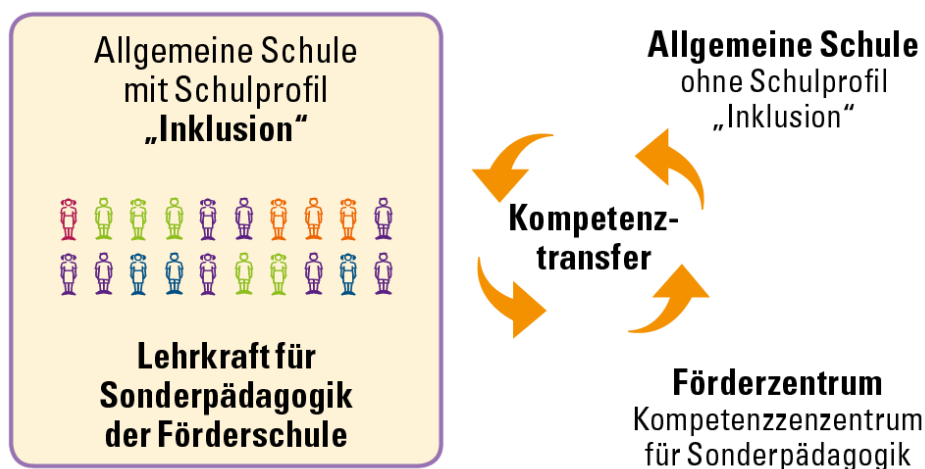 Allgemeine Schule
mit Schulprofil
„Inklusion“
Lehrkraft für
Sonderpädagogik
der Förderschule
Kompetenz-
transfer
Allgemeine Schule
ohne Schulprofil
„Inklusion“
Förderzentrum
Kompetenzzenzentrum
für Sonderpädagogik